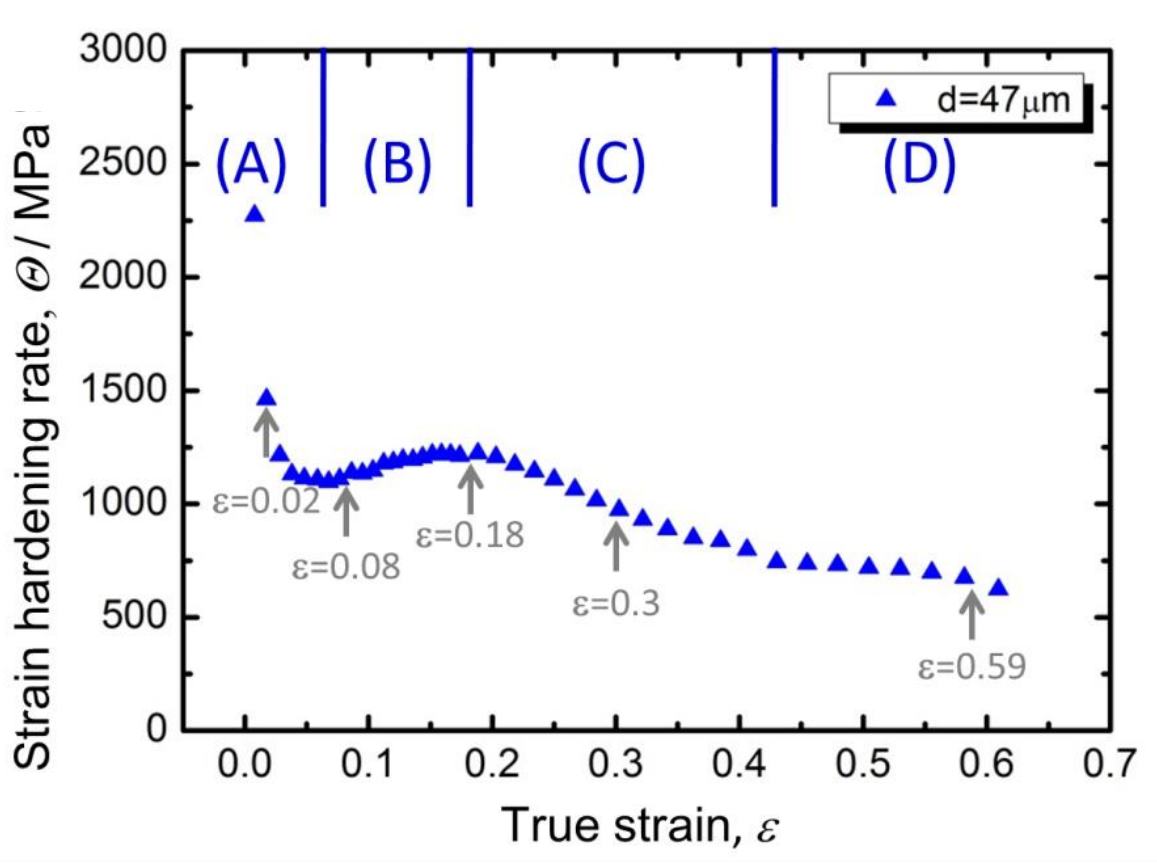 3000
2500
2000
1500
1000
500
0
Strain hardening rate, Θ / MPa
(A)
(B)
(C)
(D)
d=47μm
ε=0.02
ε=0.08
ε=0.18
ε=0.3
ε=0.59
0.0 0.1 0.2 0.3 0.4 0.5 0.6 0.7
True strain, ε